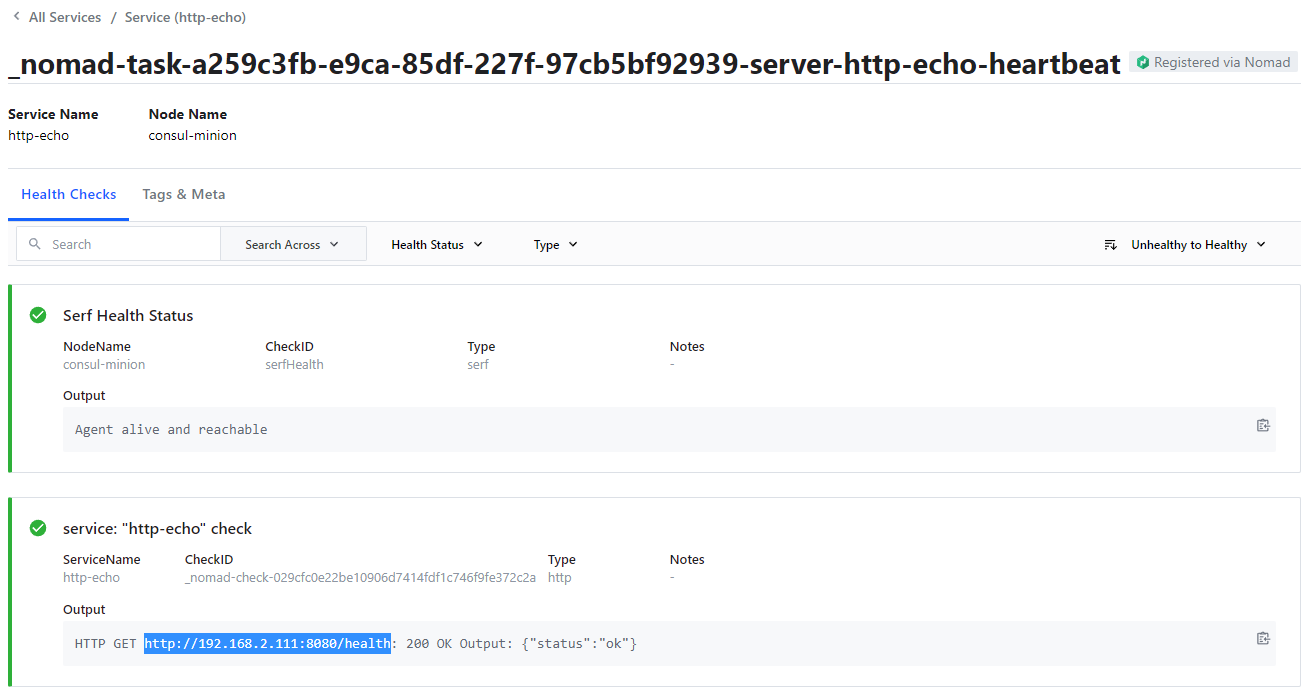 All Services / Service (http-echo)
_nomad-task-a259c3fb-e9ca-85df-227f-97cb5bf92939-server-http-echo-heartbeat Registered via Nomad
Service Name Node Name
http-echo consul-minion
Health Checks Tags & Meta
Search Search Across Health Status Type Unhealthy to Healthy
Serf Health Status
NodeName CheckID Type Notes
consul-minion serfHealth serf -
Output
Agent alive and reachable
service: "http-echo" check
ServiceName CheckID Type Notes
http-echo _nomad-check-029cfc0e22be10906d7414fdf1c746f9fe372c2a http -
Output
HTTP GET http://192.168.2.111:8080/health: 200 OK Output: {"status":"ok"}